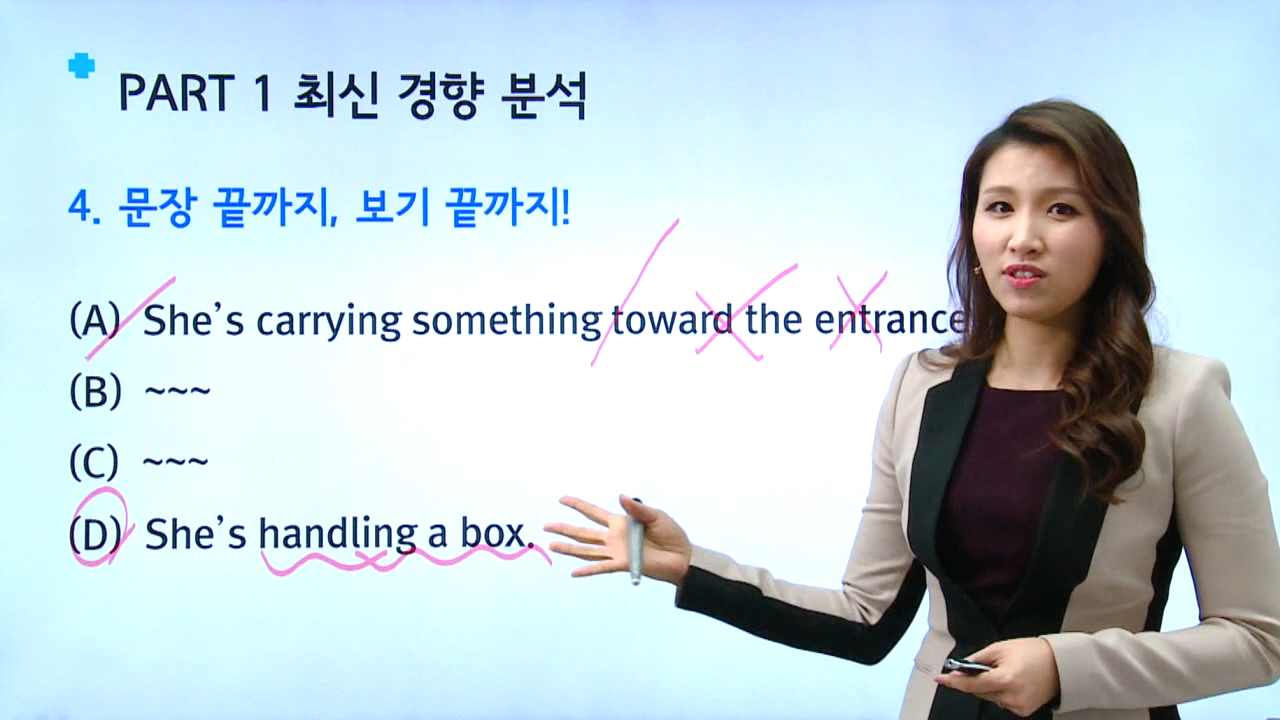 PART 1 최신 경향 분석
4. 문장 끝까지, 보기 끝까지!
(A) She's carrying something toward the entrance
(B) ~~~
(C) ~~~
(D) She's handling a box.